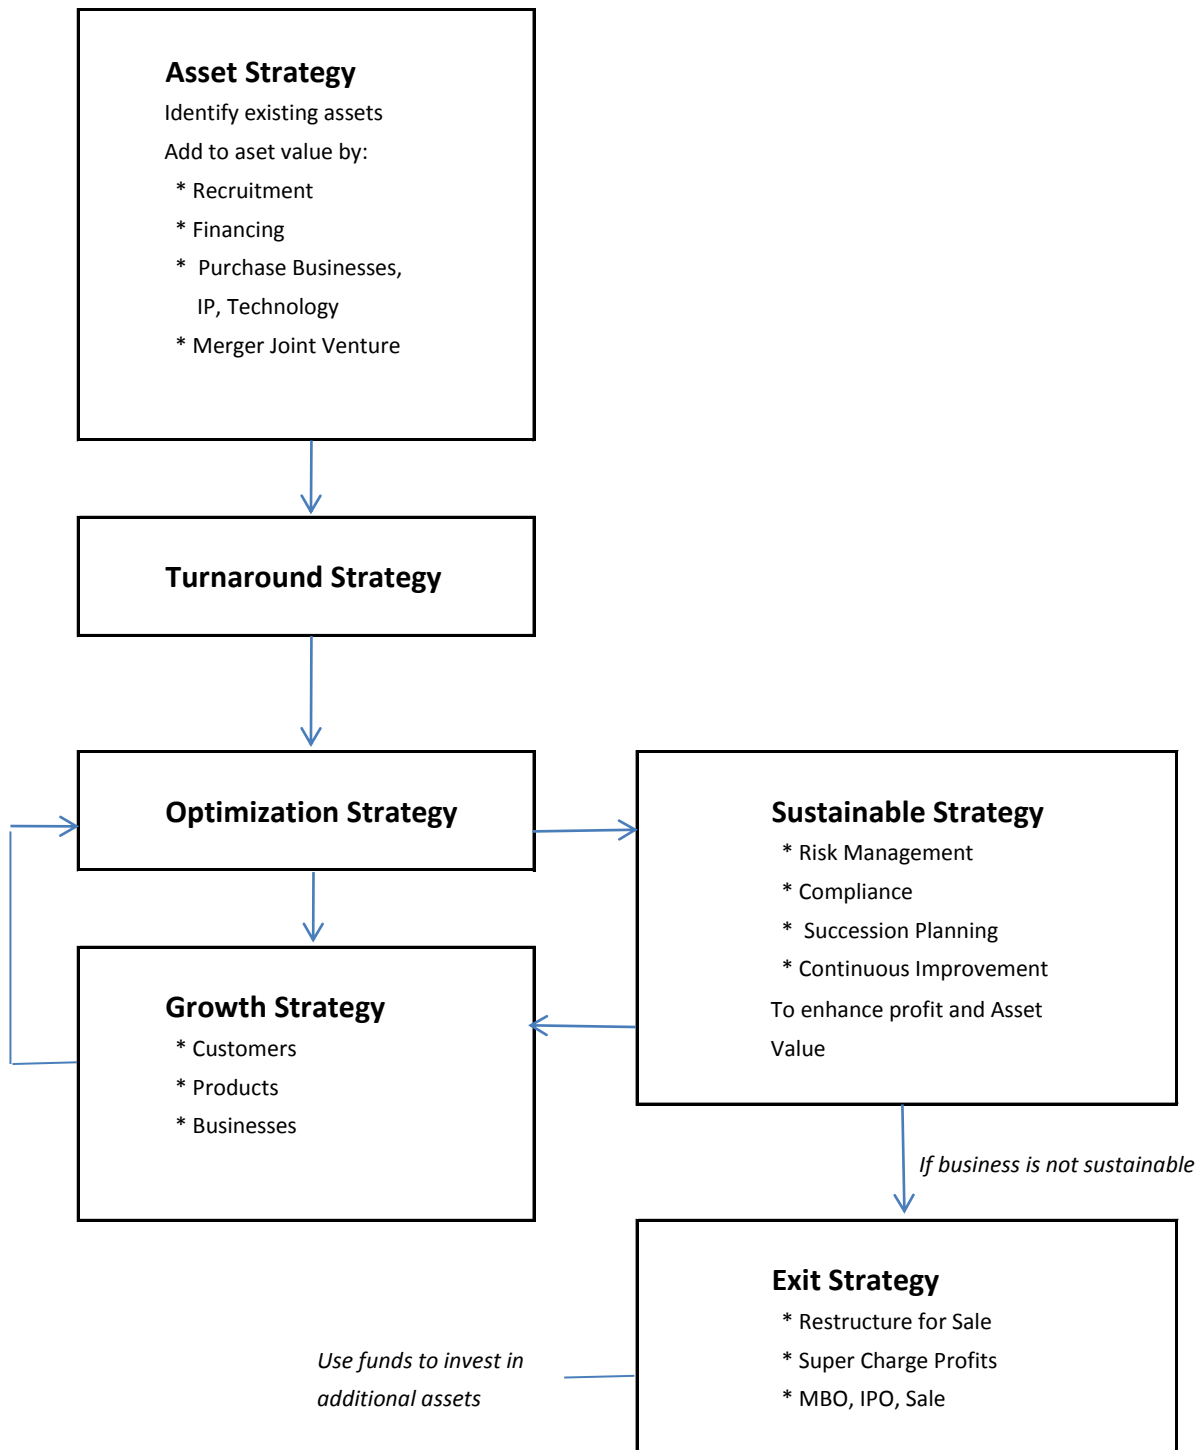 Asset Strategy
Identify existing assets
Add to aset value by:
* Recruitment
* Financing
* Purchase Businesses,
IP, Technology
* Merger Joint Venture
Turnaround Strategy
Optimization Strategy
Sustainable Strategy
* Risk Management
* Compliance
* Succession Planning
* Continuous Improvement
To enhance profit and Asset
Value
Growth Strategy
* Customers
* Products
* Businesses
If business is not sustainable
Exit Strategy
* Restructure for Sale
* Super Charge Profits
* MBO, IPO, Sale
Use funds to invest in
additional assets